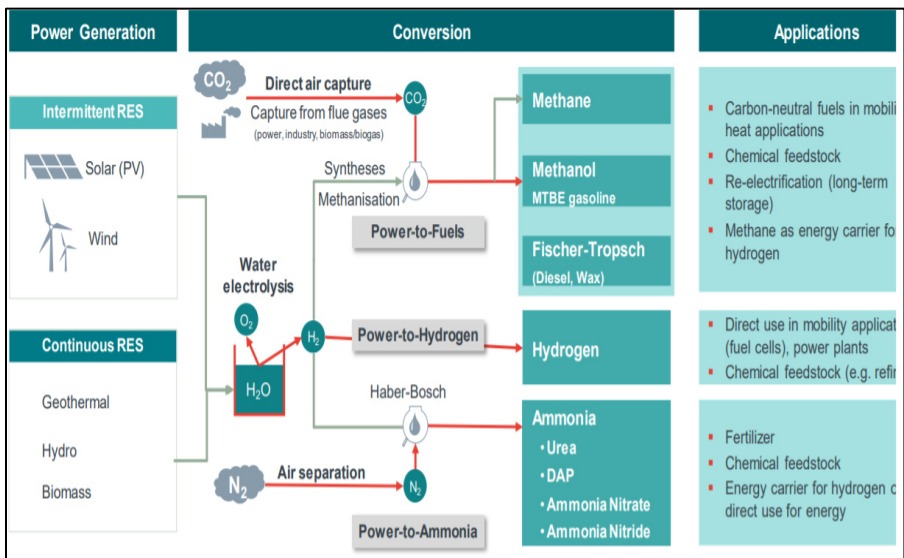 Power Generation
Conversion
Applications
Intermittent RES
Solar (PV)
Wind
Continuous RES
Geothermal
Hydro
Biomass
CO2
Direct air capture
CO2
Capture from flue gases
(power, industry, biomass/biogas)
Syntheses
Methanisation
Power-to-Fuels
Water
electrolysis
O2
H2
H2O
Power-to-Hydrogen
Haber-Bosch
N2
Air separation
N2
Power-to-Ammonia
Methane
Methanol
MTBE gasoline
Fischer-Tropsch
(Diesel, Wax)
Hydrogen
Ammonia
• Urea
• DAP
• Ammonia Nitrate
• Ammonia Nitride
▪ Carbon-neutral fuels in mobili
heat applications
▪ Chemical feedstock
▪ Re-electrification (long-term
storage)
▪ Methane as energy carrier fo
hydrogen
▪ Direct use in mobility applicat
(fuel cells), power plants
▪ Chemical feedstock (e.g. refin
▪ Fertilizer
▪ Chemical feedstock
▪ Energy carrier for hydrogen o
direct use for energy